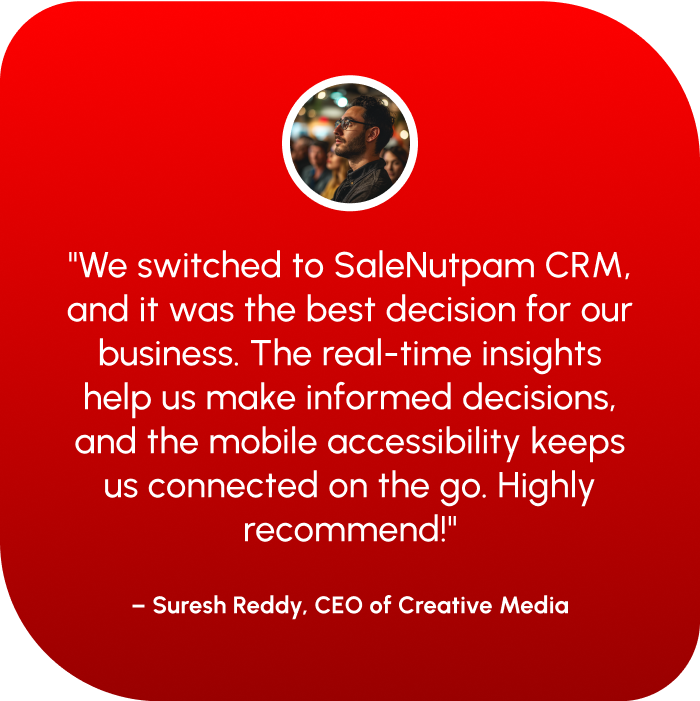 "We switched to SaleNutpam CRM,
and it was the best decision for our
business. The real-time insights
help us make informed decisions,
and the mobile accessibility keeps
us connected on the go. Highly
recommend!"
– Suresh Reddy, CEO of Creative Media